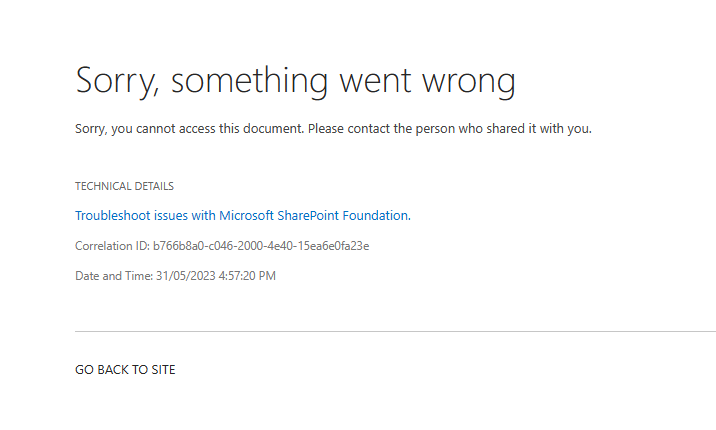 Sorry, something went wrong
Sorry, you cannot access this document. Please contact the person who shared it with you.
TECHNICAL DETAILS
Troubleshoot issues with Microsoft SharePoint Foundation.
Correlation ID: b766b8a0-c046-2000-4e40-15ea6e0fa23e
Date and Time: 31/05/2023 4:57:20 PM
GO BACK TO SITE